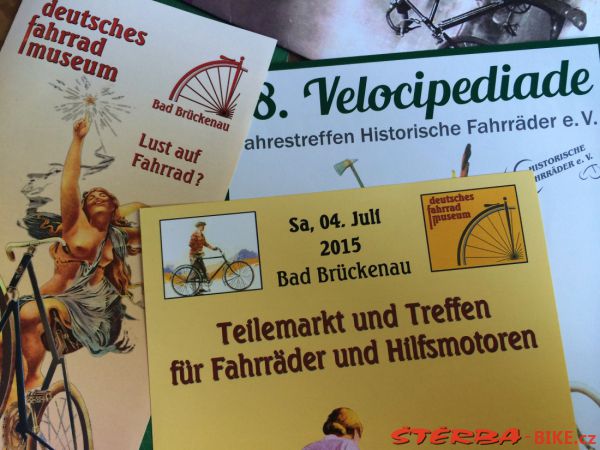 deutsches
fahrrad
museum
Bad Brückenau
Lust auf
Fahrrad?
8. Velocipediade
ahrestreffen Historische Fahrräder e.V.
HISTORISCHE
FAHRRÄDER e.V.
Sa, 04. Juli
2015
Bad Brückenau
deutsches
fahrrad
museum
Teilemarkt und Treffen
für Fahrräder und Hilfsmotoren
ŠTĚRBA-BIKE.cz